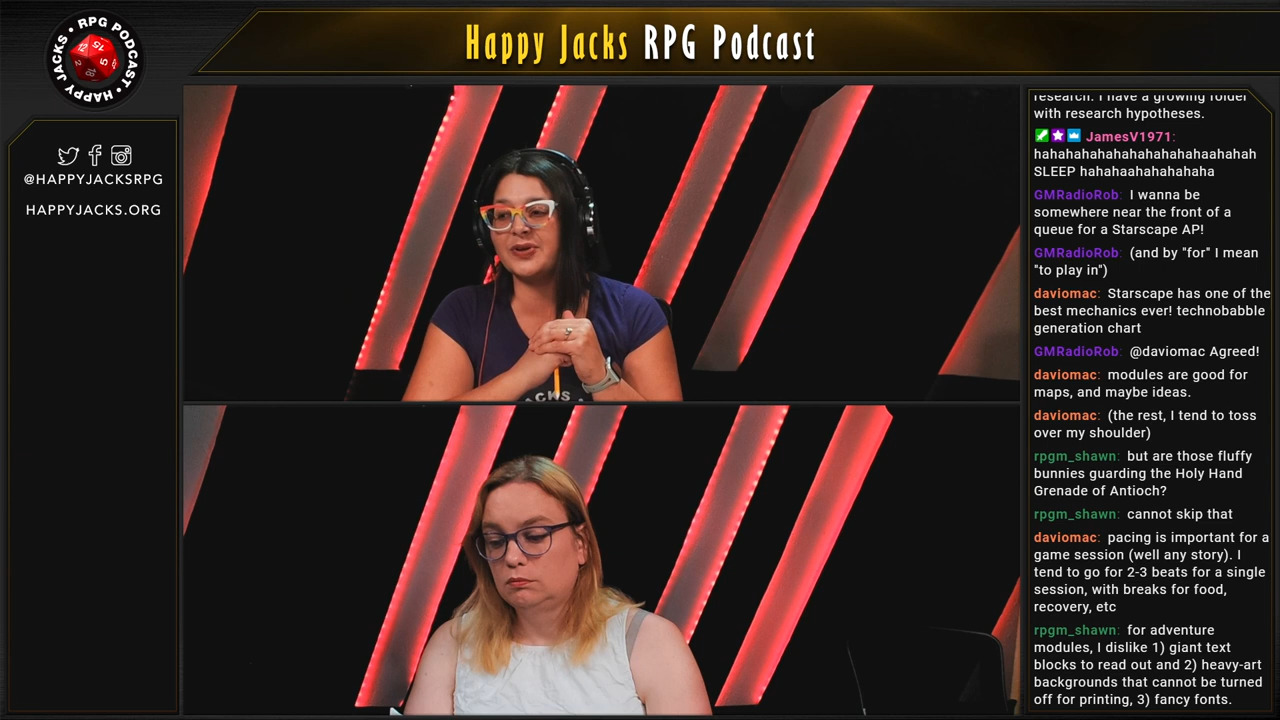 RPG PODCAST • HAPPY JACKS •
Happy Jacks RPG Podcast
@HAPPYJACKSRPG
HAPPYJACKS.ORG
research. I have a growing folder
with research hypotheses.
JamesV1971:
hahahahahahahahahahahaahahah
SLEEP hahahaahahahahaha
GMRadioRob: I wanna be
somewhere near the front of a
queue for a Starscape AP!
GMRadioRob: (and by "for" I mean
"to play in")
daviomac: Starscape has one of the
best mechanics ever! technobabble
generation chart
GMRadioRob: @daviomac Agreed!
daviomac: modules are good for
maps, and maybe ideas.
daviomac: (the rest, I tend to toss
over my shoulder)
rpgm_shawn: but are those fluffy
bunnies guarding the Holy Hand
Grenade of Antioch?
rpgm_shawn: cannot skip that
daviomac: pacing is important for a
game session (well any story). I
tend to go for 2-3 beats for a single
session, with breaks for food,
recovery, etc
rpgm_shawn: for adventure
modules, I dislike 1) giant text
blocks to read out and 2) heavy-art
backgrounds that cannot be turned
off for printing, 3) fancy fonts.